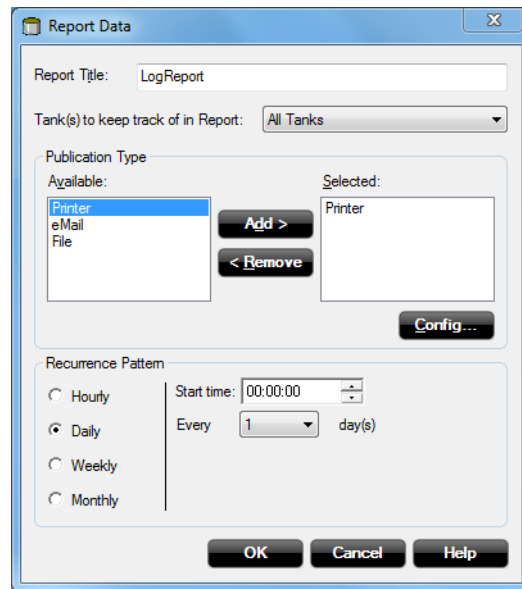 Report Data
Report Title: LogReport
Tank(s) to keep track of in Report: All Tanks
Publication Type
Available: Selected:
Printer Printer
eMail
File
Add >
< Remove
Config...
Recurrence Pattern
Hourly Start time: 00:00:00
Daily Every 1 day(s)
Weekly
Monthly
OK Cancel Help